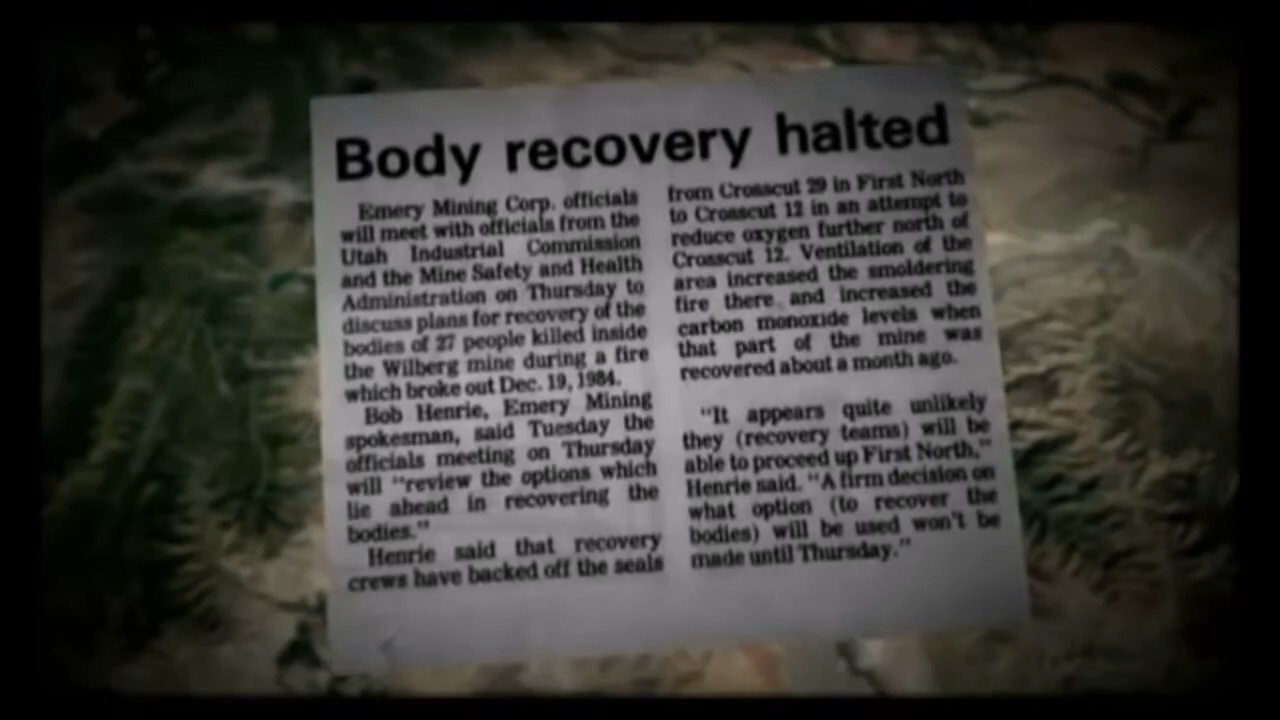 Body recovery halted
Emery Mining Corp. officials
will meet with officials from the
Utah Industrial Commission
and the Mine Safety and Health
Administration on Thursday to
discuss plans for recovery of the
bodies of 27 people killed inside
the Wilberg mine during a fire
which broke out Dec. 19, 1984.
Bob Henrie, Emery Mining
spokesman, said Tuesday the
officials meeting on Thursday
will "review the options which
lie ahead in recovering the
bodies."
Henrie said that recovery
crews have backed off the seals
from Crosscut 29 in First North
to Crosscut 12 in an attempt to
reduce oxygen further north of
Crosscut 12. Ventilation of the
area increased the smoldering
fire there and increased the
carbon monoxide levels when
that part of the mine was
recovered about a month ago.
"It appears quite unlikely
they (recovery teams) will be
able to proceed up First North,"
Henrie said. "A firm decision on
what option (to recover the
bodies) will be used won't be
made until Thursday."